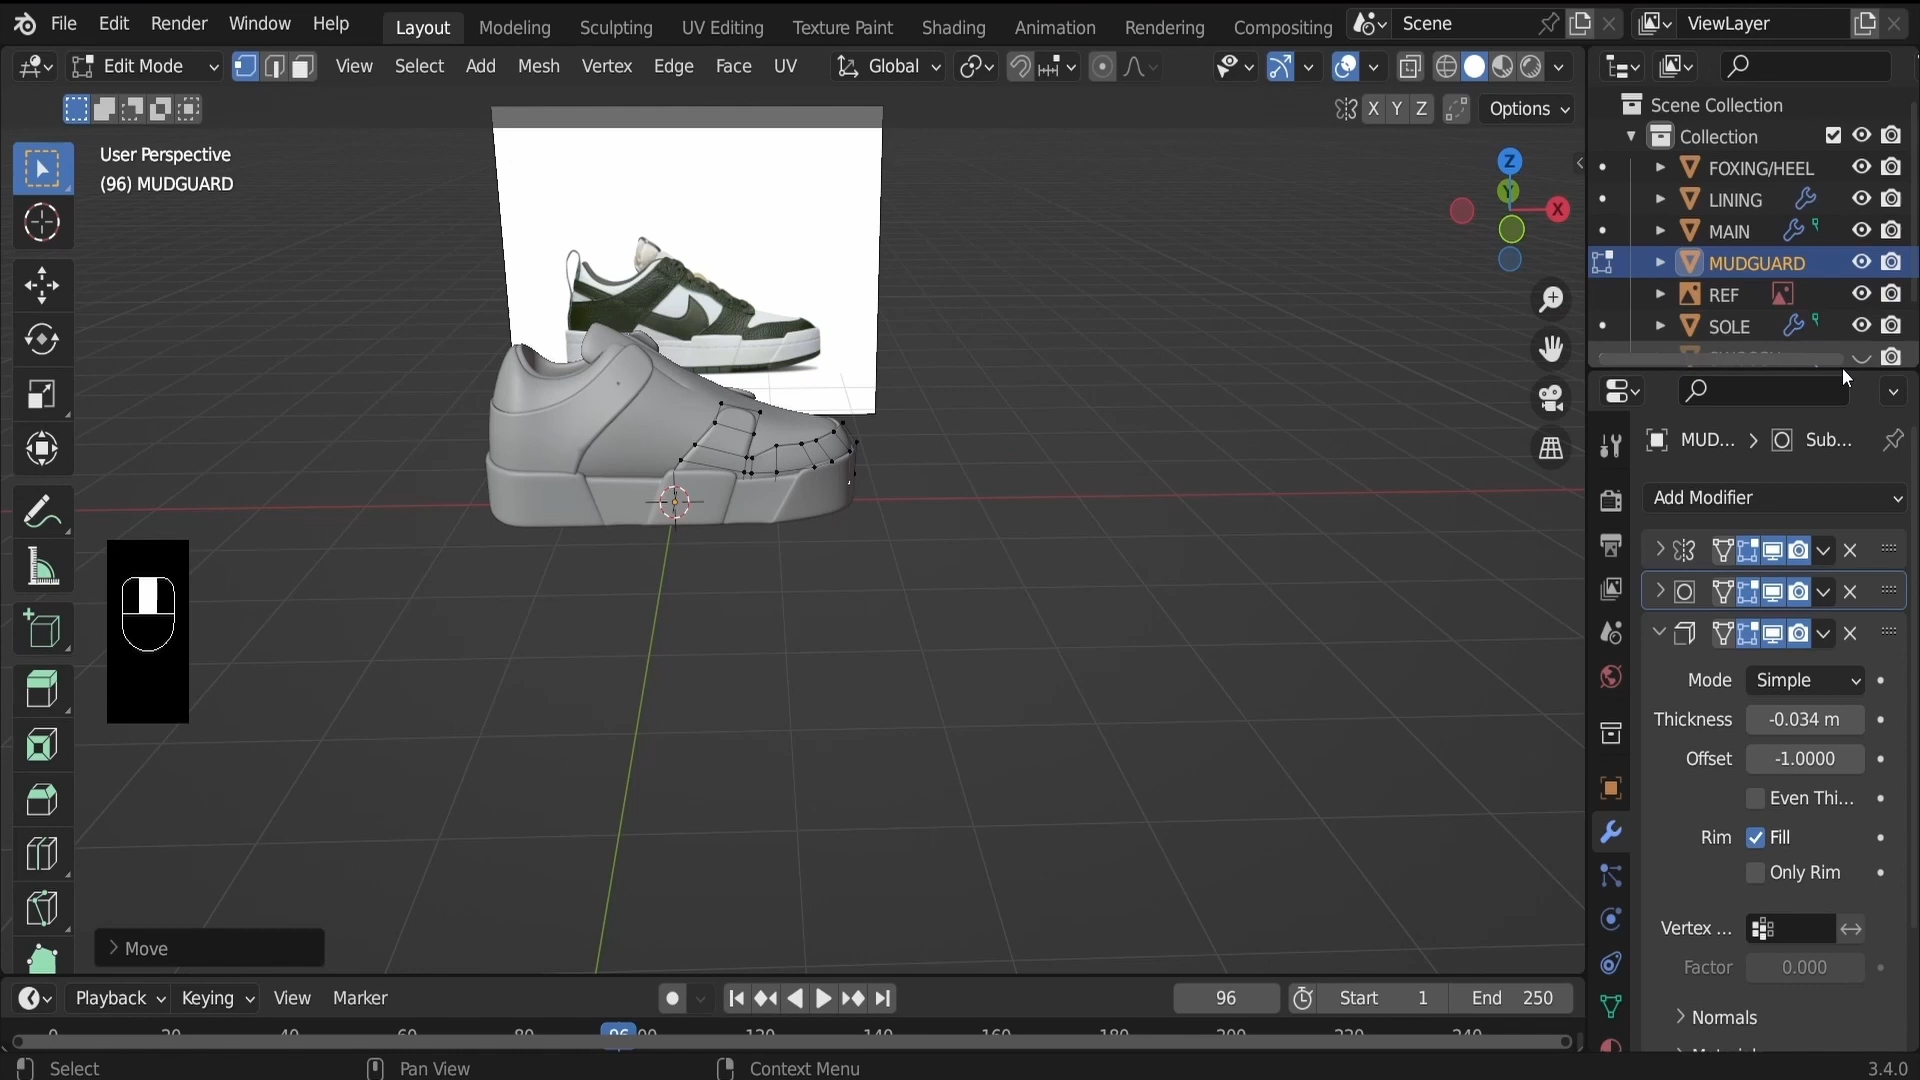 File Edit Render Window Help Layout Modeling Sculpting UV Editing Texture Paint Shading Animation Rendering Compositing Scene ViewLayer
Edit Mode View Select Add Mesh Vertex Edge Face UV Global
X Y Z Options
User Perspective
(96) MUDGUARD
Z
Y
X
Scene Collection
Collection
FOXING/HEEL
LINING
MAIN
MUDGUARD
REF
SOLE
MUD... > Sub...
Add Modifier
Mode Simple
Thickness -0.034 m
Offset -1.0000
Even Thi...
Rim Fill
Only Rim
Vertex ...
Factor 0.000
Normals
> Move
Playback Keying View Marker 96 Start 1 End 250
96
Select Pan View Context Menu 3.4.0